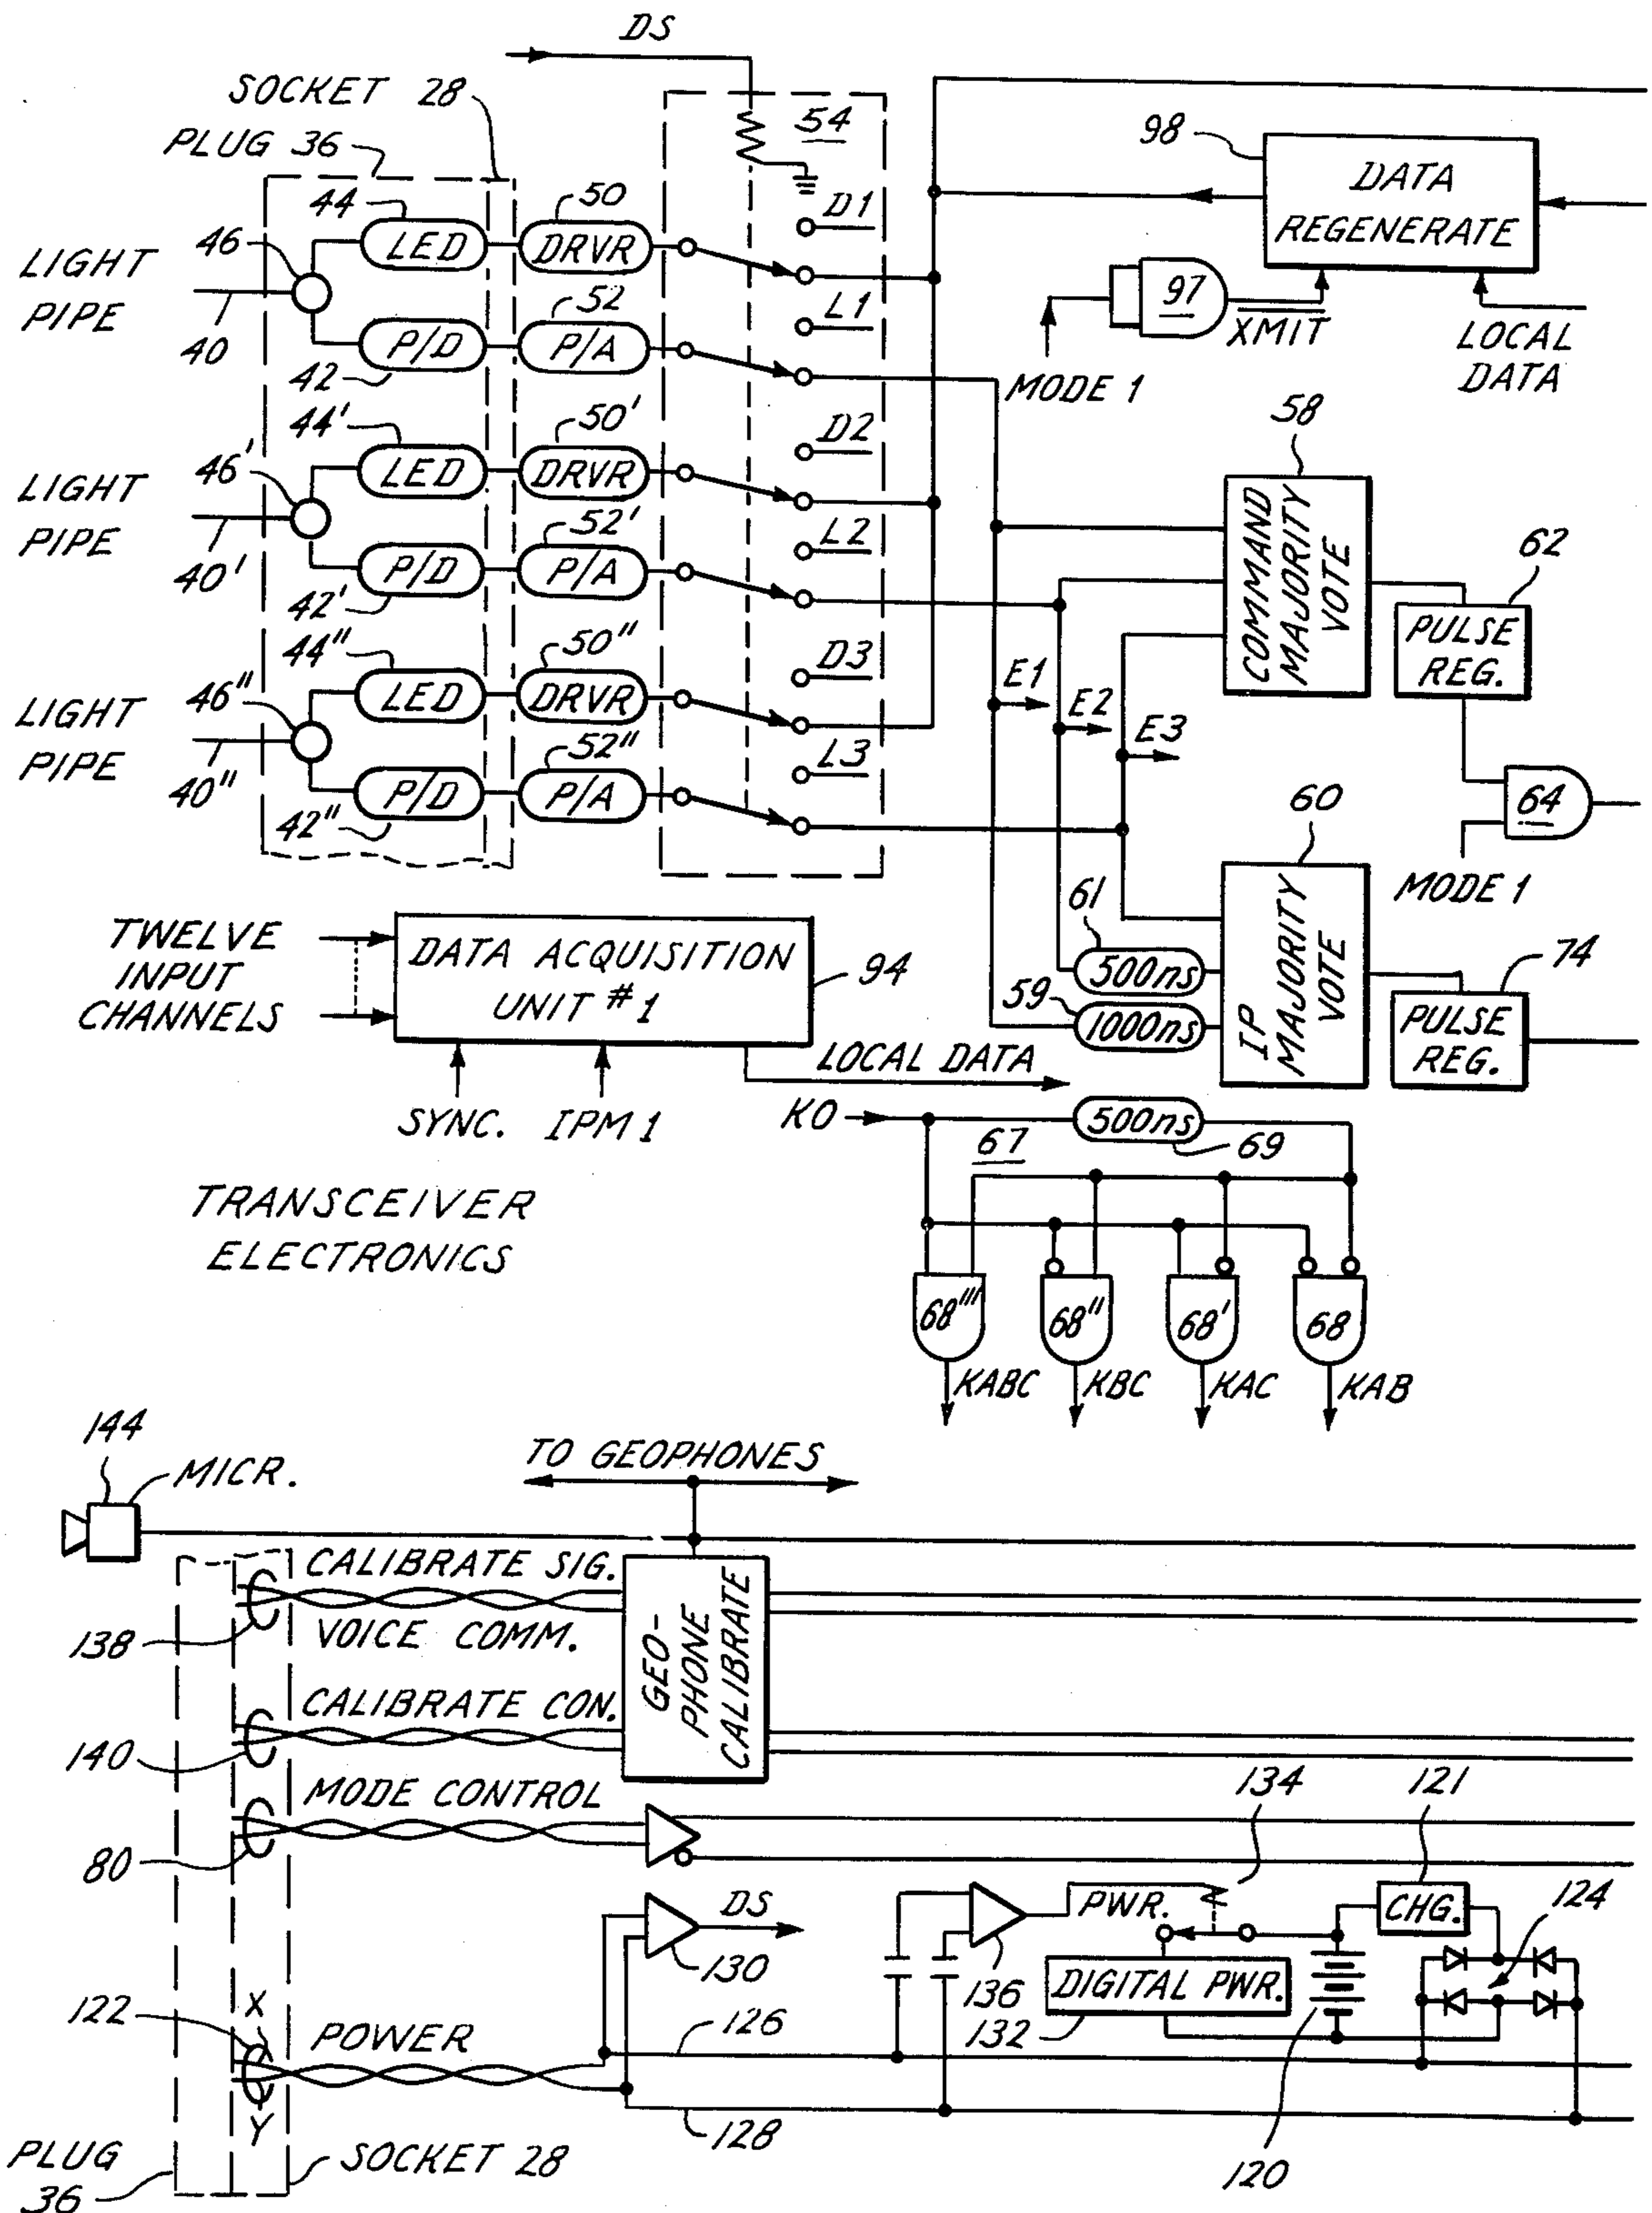 DS
SOCKET 28
PLUG 36
54
98
DATA
REGENERATE
44
50
D1
LIGHT
PIPE
46
LED
DRVR
40
52
L1
97
XMIT
LOCAL
DATA
42
P/D
P/A
MODE 1
44'
50'
D2
58
LIGHT
PIPE
46'
LED
DRVR
40'
52'
L2
COMMAND
MAJORITY
VOTE
62
42'
P/D
P/A
PULSE
REG.
44"
50"
D3
E1
E2
E3
LIGHT
PIPE
46"
LED
DRVR
40"
52"
L3
42"
P/D
P/A
60
64
MODE 1
TWELVE
INPUT
CHANNELS
DATA ACQUISITION
UNIT #1
94
61
500ns
59
1000ns
IP
MAJORITY
VOTE
74
PULSE
REG.
LOCAL DATA
SYNC.
IPM 1
KO
500ns
67
69
TRANSCEIVER
ELECTRONICS
68'''
68"
68'
68
KABC
KBC
KAC
KAB
144
MICR.
TO GEOPHONES
CALIBRATE SIG.
138
VOICE COMM.
GEO-
PHONE
CALIBRATE
CALIBRATE CON.
140
MODE CONTROL
80
134
121
DS
130
PWR.
CHG.
124
136
DIGITAL PWR.
132
122
X
POWER
126
Y
128
120
PLUG
36
SOCKET 28